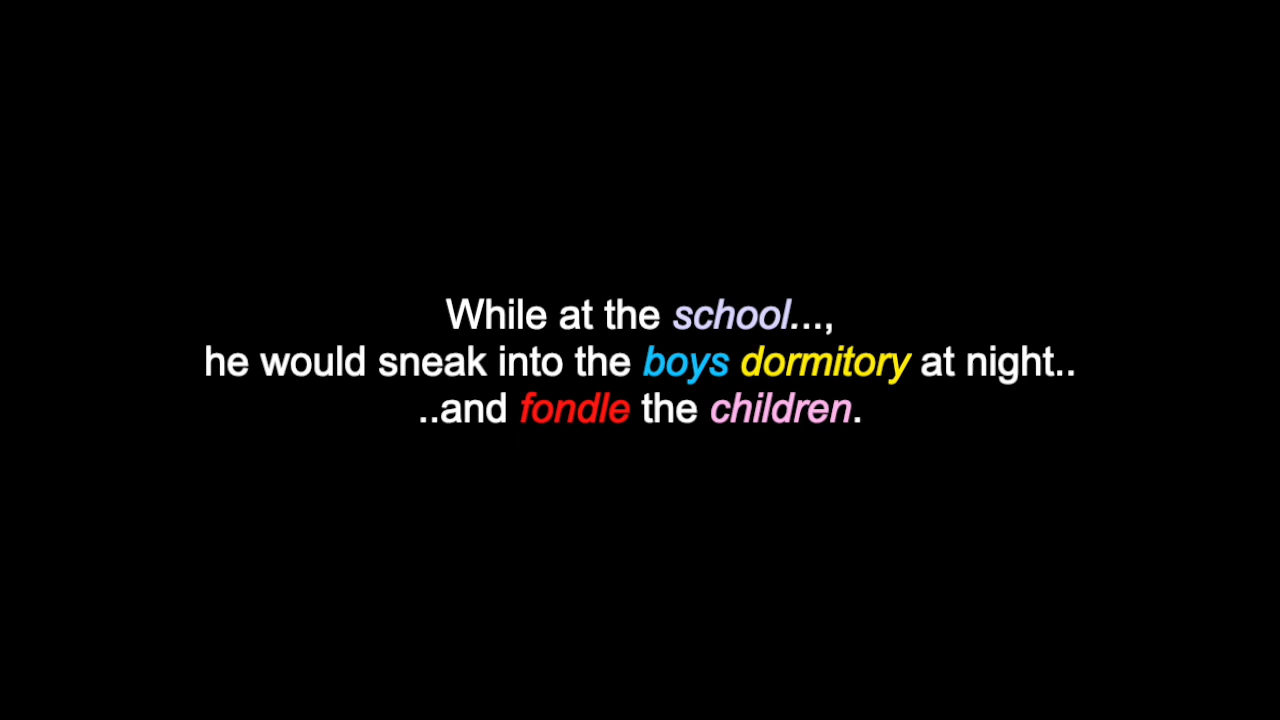 While at the school...,
he would sneak into the boys dormitory at night..
..and fondle the children.